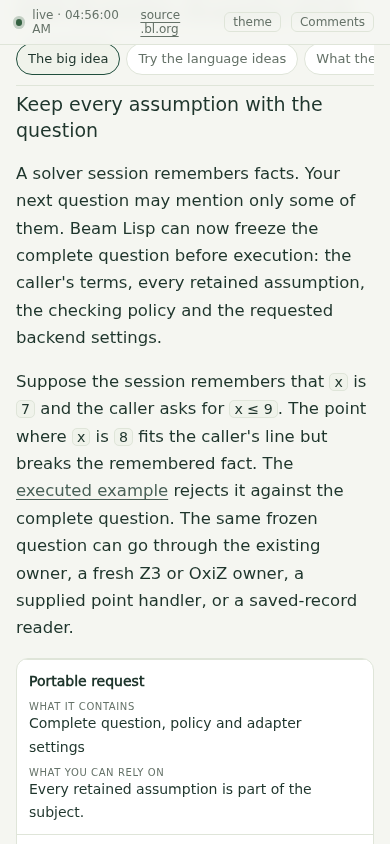 live · 04:56:00 AM
source .bl.org
theme
Comments
The big idea
Try the language ideas
What the
Keep every assumption with the
question
A solver session remembers facts. Your
next question may mention only some of
them. Beam Lisp can now freeze the
complete question before execution: the
caller's terms, every retained assumption,
the checking policy and the requested
backend settings.
Suppose the session remembers that x is
7 and the caller asks for x ≤ 9. The point
where x is 8 fits the caller's line but
breaks the remembered fact. The
executed example rejects it against the
complete question. The same frozen
question can go through the existing
owner, a fresh Z3 or OxiZ owner, a
supplied point handler, or a saved-record
reader.
Portable request
WHAT IT CONTAINS
Complete question, policy and adapter
settings
WHAT YOU CAN RELY ON
Every retained assumption is part of the
subject.